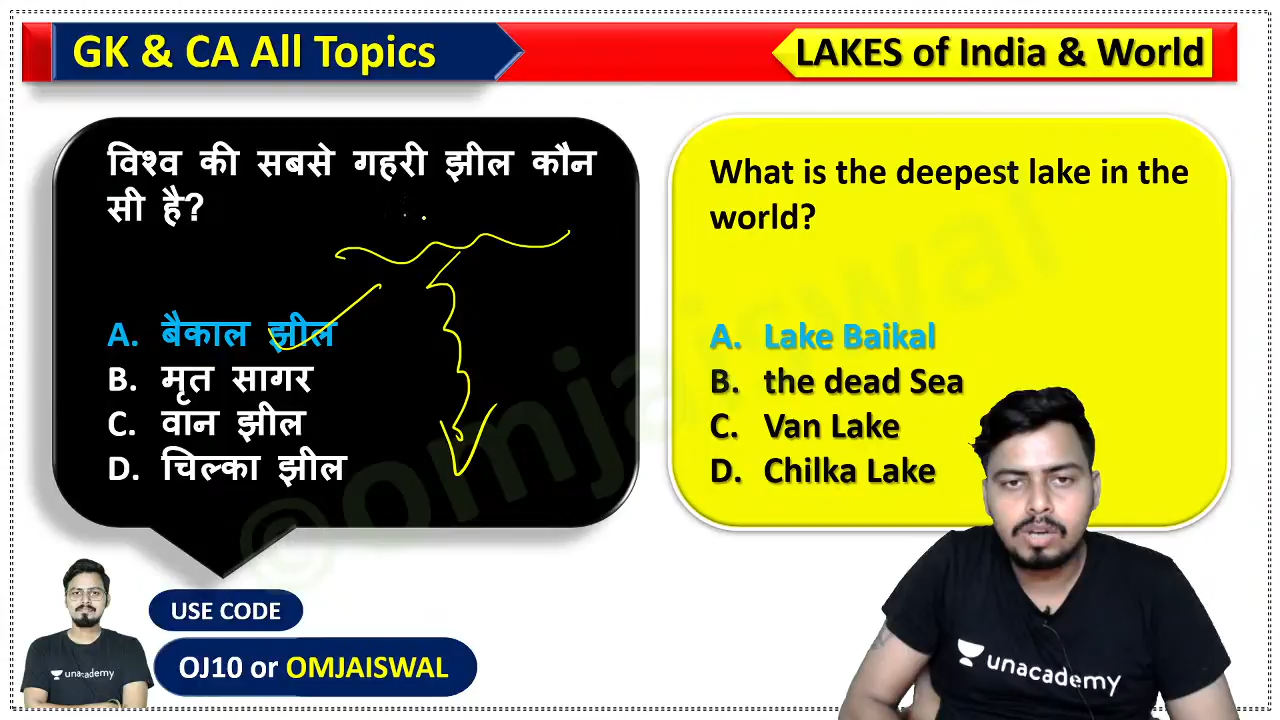 GK & CA All Topics
LAKES of India & World
विश्व की सबसे गहरी झील कौन
सी है?
A. बैकाल झील
B. मृत सागर
C. वान झील
D. चिल्का झील
What is the deepest lake in the
world?
A. Lake Baikal
B. the dead Sea
C. Van Lake
D. Chilka Lake
©omjaiswal
USE CODE
OJ10 or OMJAISWAL
unacademy
unacademy